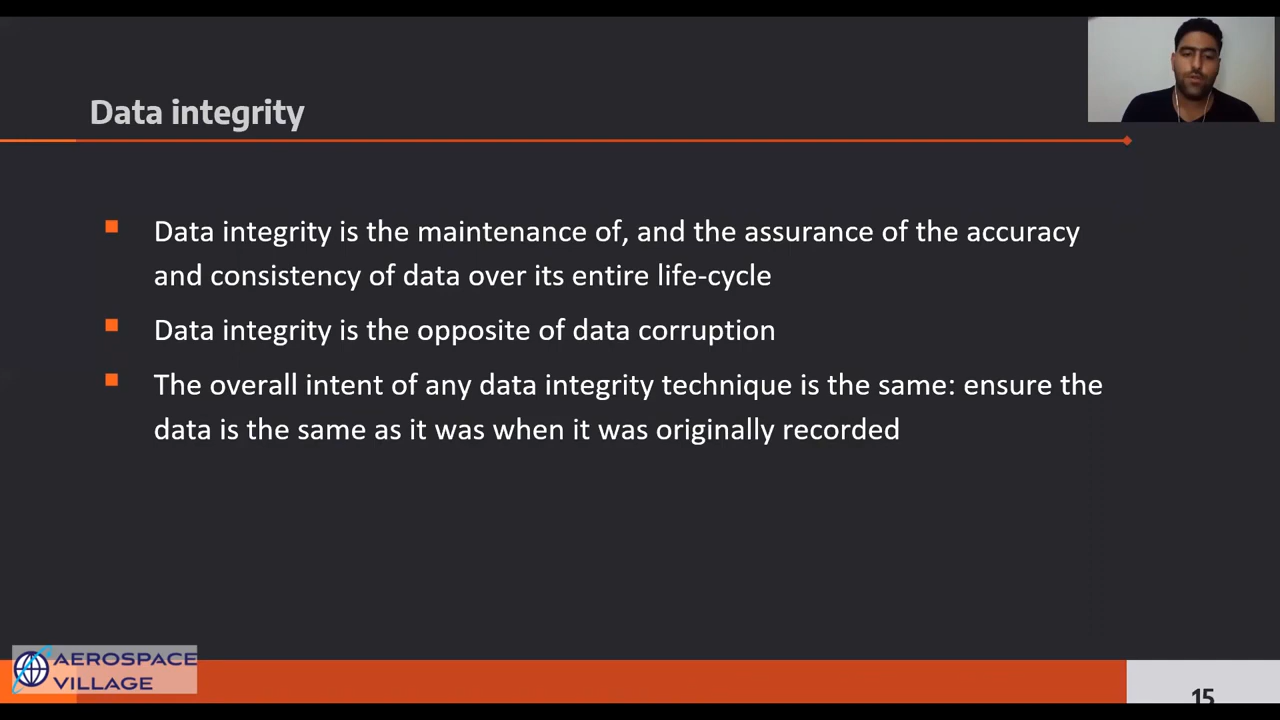 Data integrity
Data integrity is the maintenance of, and the assurance of the accuracy
and consistency of data over its entire life-cycle
Data integrity is the opposite of data corruption
The overall intent of any data integrity technique is the same: ensure the
data is the same as it was when it was originally recorded
AEROSPACE
VILLAGE
15